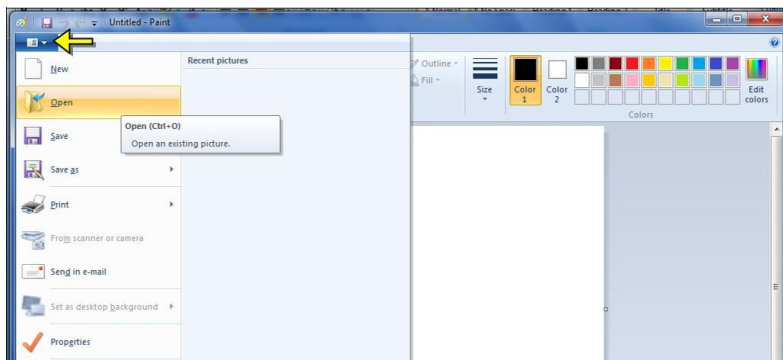 Untitled - Paint
New
Recent pictures
Outline
Fill
Size
Color
1
Color
2
Edit
colors
Colors
Open
Open (Ctrl+O)
Open an existing picture.
Save
Save as
Print
From scanner or camera
Send in e-mail
Set as desktop background
Properties